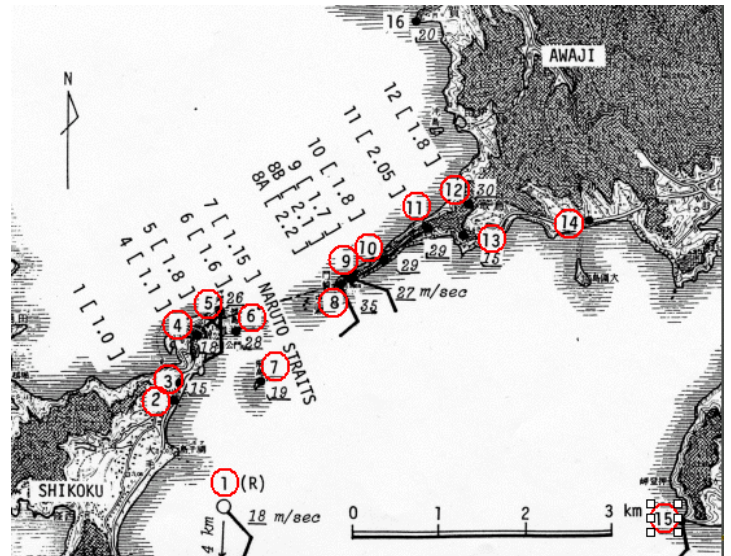 16
20
AWAJI
N
12 [ 1.8 ]
11 [ 2.05 ]
10 [ 1.8 ]
9 [ 1.7 ]
8B [ 2.1 ]
8A [ 2.2 ]
7 [ 1.15 ]
6 [ 1.6 ]
5 [ 1.8 ]
4 [ 1.1 ]
1 [ 1.0 ]
12
30
11
14
13
15
10
29
9
29
27 m/sec
8
35
NARUTO STRAITS
5
26
6
4
18
28
7
19
3
15
2
SHIKOKU
1 (R)
18 m/sec
4 km
0 1 2 3 km
15